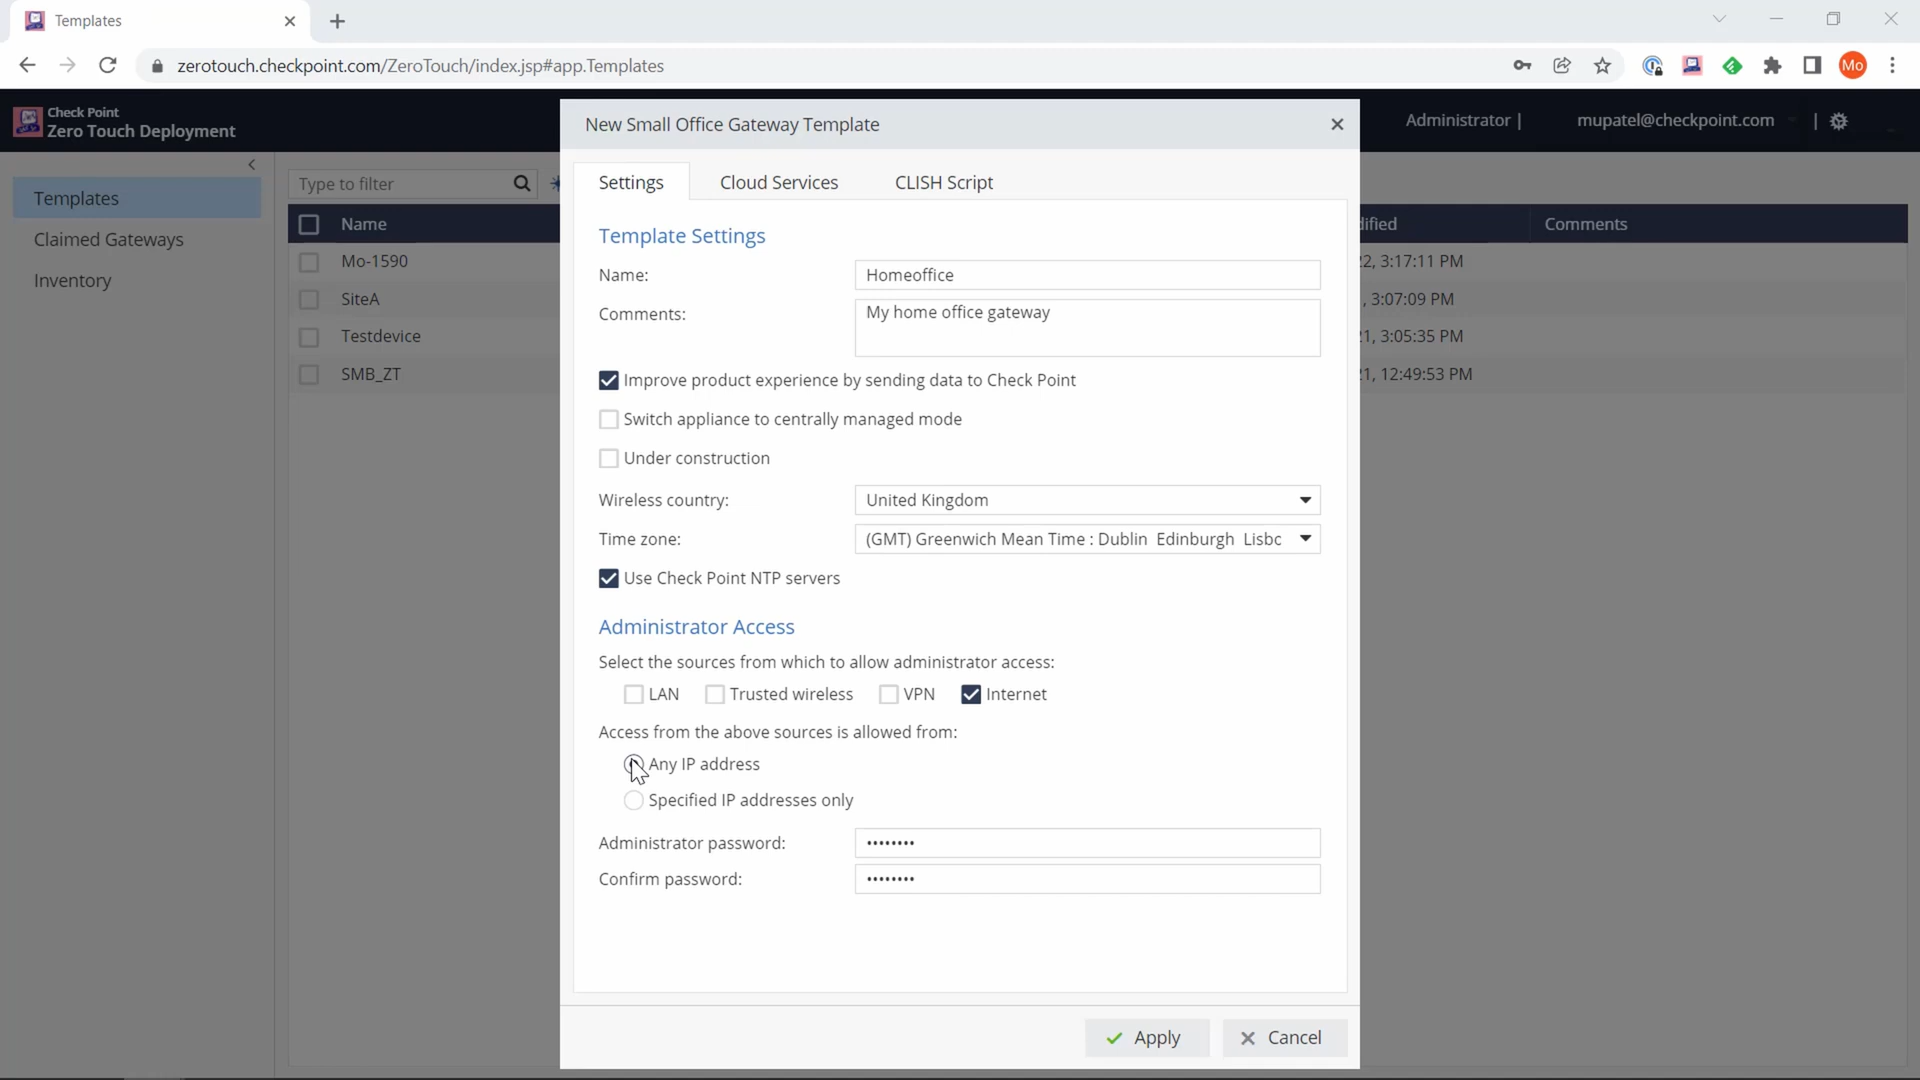 Templates
zerotouch.checkpoint.com/ZeroTouch/index.jsp#app.Templates
Mo
Check Point
Zero Touch Deployment
Administrator |
mupatel@checkpoint.com
|
Templates
Claimed Gateways
Inventory
Type to filter
Name
dified
Comments
Mo-1590
22, 3:17:11 PM
SiteA
, 3:07:09 PM
Testdevice
21, 3:05:35 PM
SMB_ZT
21, 12:49:53 PM
New Small Office Gateway Template
Settings
Cloud Services
CLISH Script
Template Settings
Name:
Homeoffice
Comments:
My home office gateway
Improve product experience by sending data to Check Point
Switch appliance to centrally managed mode
Under construction
Wireless country:
United Kingdom
Time zone:
(GMT) Greenwich Mean Time : Dublin Edinburgh Lisbc
Use Check Point NTP servers
Administrator Access
Select the sources from which to allow administrator access:
LAN
Trusted wireless
VPN
Internet
Access from the above sources is allowed from:
Any IP address
Specified IP addresses only
Administrator password:
••••••••
Confirm password:
••••••••
Apply
Cancel